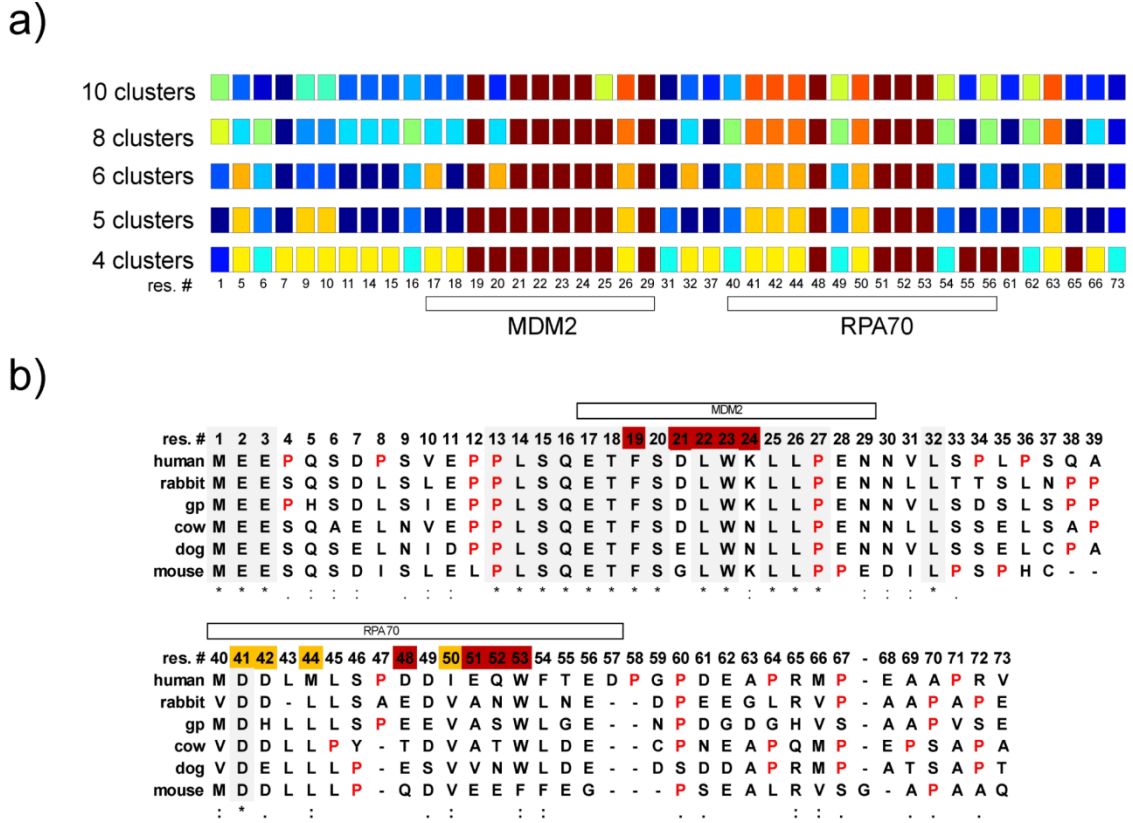 a)
10 clusters
8 clusters
6 clusters
5 clusters
4 clusters
res. # 1 5 6 7 9 10 11 14 15 16 17 18 19 20 21 22 23 24 25 26 29 31 32 37 40 41 42 44 48 49 50 51 52 53 54 55 56 61 62 63 65 66 73
MDM2 RPA70
b)
MDM2
res. # 1 2 3 4 5 6 7 8 9 10 11 12 13 14 15 16 17 18 19 20 21 22 23 24 25 26 27 28 29 30 31 32 33 34 35 36 37 38 39
human M E E P Q S D P S V E P P L S Q E T F S D L W K L L P E N N V L S P L P S Q A
rabbit M E E S Q S D L S L E P P L S Q E T F S D L W K L L P E N N L L T T S L N P P
gp M E E P H S D L S I E P P L S Q E T F S D L W K L L P E N N V L S D S L S P P
cow M E E S Q A E L N V E P P L S Q E T F S D L W N L L P E N N L L S S E L S A P
dog M E E S Q S E L N I D P P L S Q E T F S E L W N L L P E N N V L S S E L C P A
mouse M E E S Q S D I S L E L P L S Q E T F S G L W K L L P P E D I L P S P H C - -
* * * . : : . : : * * * * * * * * * * : * * * : : : * .
RPA70
res. # 40 41 42 43 44 45 46 47 48 49 50 51 52 53 54 55 56 57 58 59 60 61 62 63 64 65 66 67 - 68 69 70 71 72 73
human M D D L M L S P D D I E Q W F T E D P G P D E A P R M P - E A A P R V
rabbit V D D - L L S A E D V A N W L N E - - D P E E G L R V P - A A P A P E
gp M D H L L L S P E E V A S W L G E - - N P D G D G H V S - A A P V S E
cow V D D L L P Y - T D V A T W L D E - - C P N E A P Q M P - E P S A P A
dog V D E L L L P - E S V V N W L D E - - D S D D A P R M P - A T S A P T
mouse M D D L L L P - Q D V E E F F E G - - - P S E A L R V S G - A P A A Q
: * . : . : : : . . : : . . .